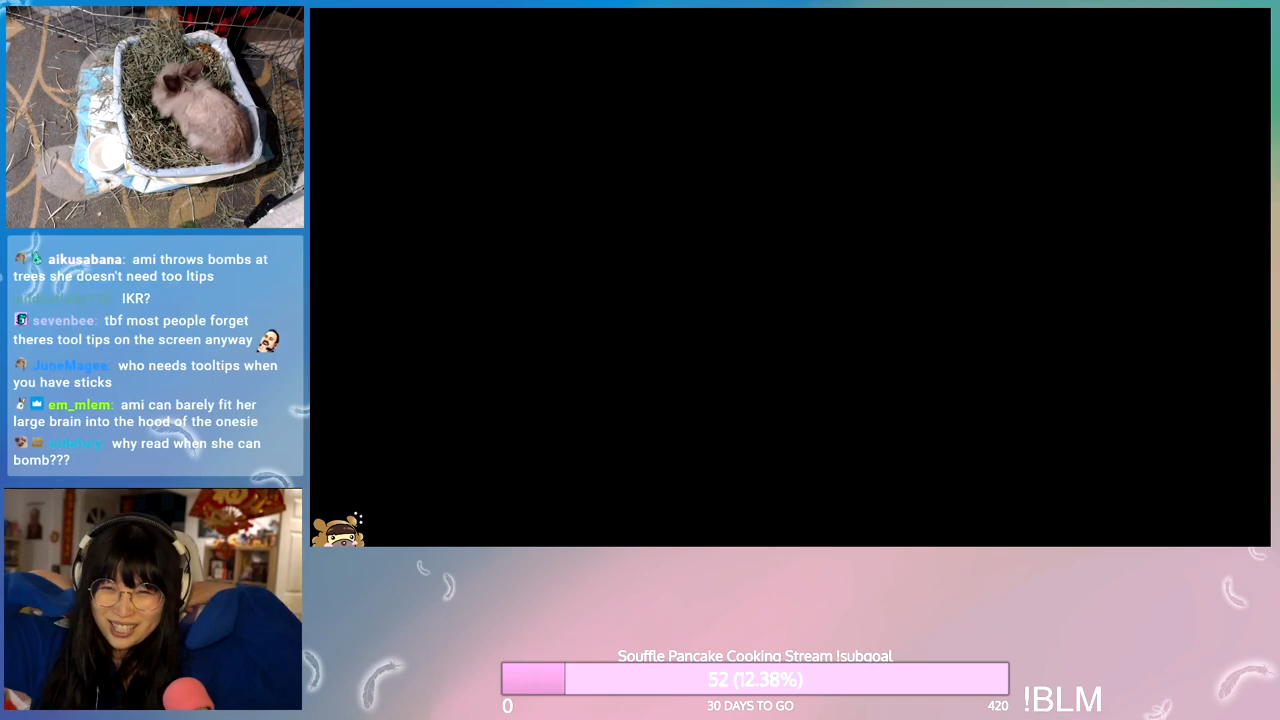 aikusabana: ami throws bombs at
trees she doesn't need too ltips
IKR?
sevenbee: tbf most people forget
theres tool tips on the screen anyway
JuneMagee: who needs tooltips when
you have sticks
em_mlem: ami can barely fit her
large brain into the hood of the onesie
why read when she can
bomb???
Souffle Pancake Cooking Stream !subgoal
52 (12.38%)
0 30 DAYS TO GO 420
!BLM